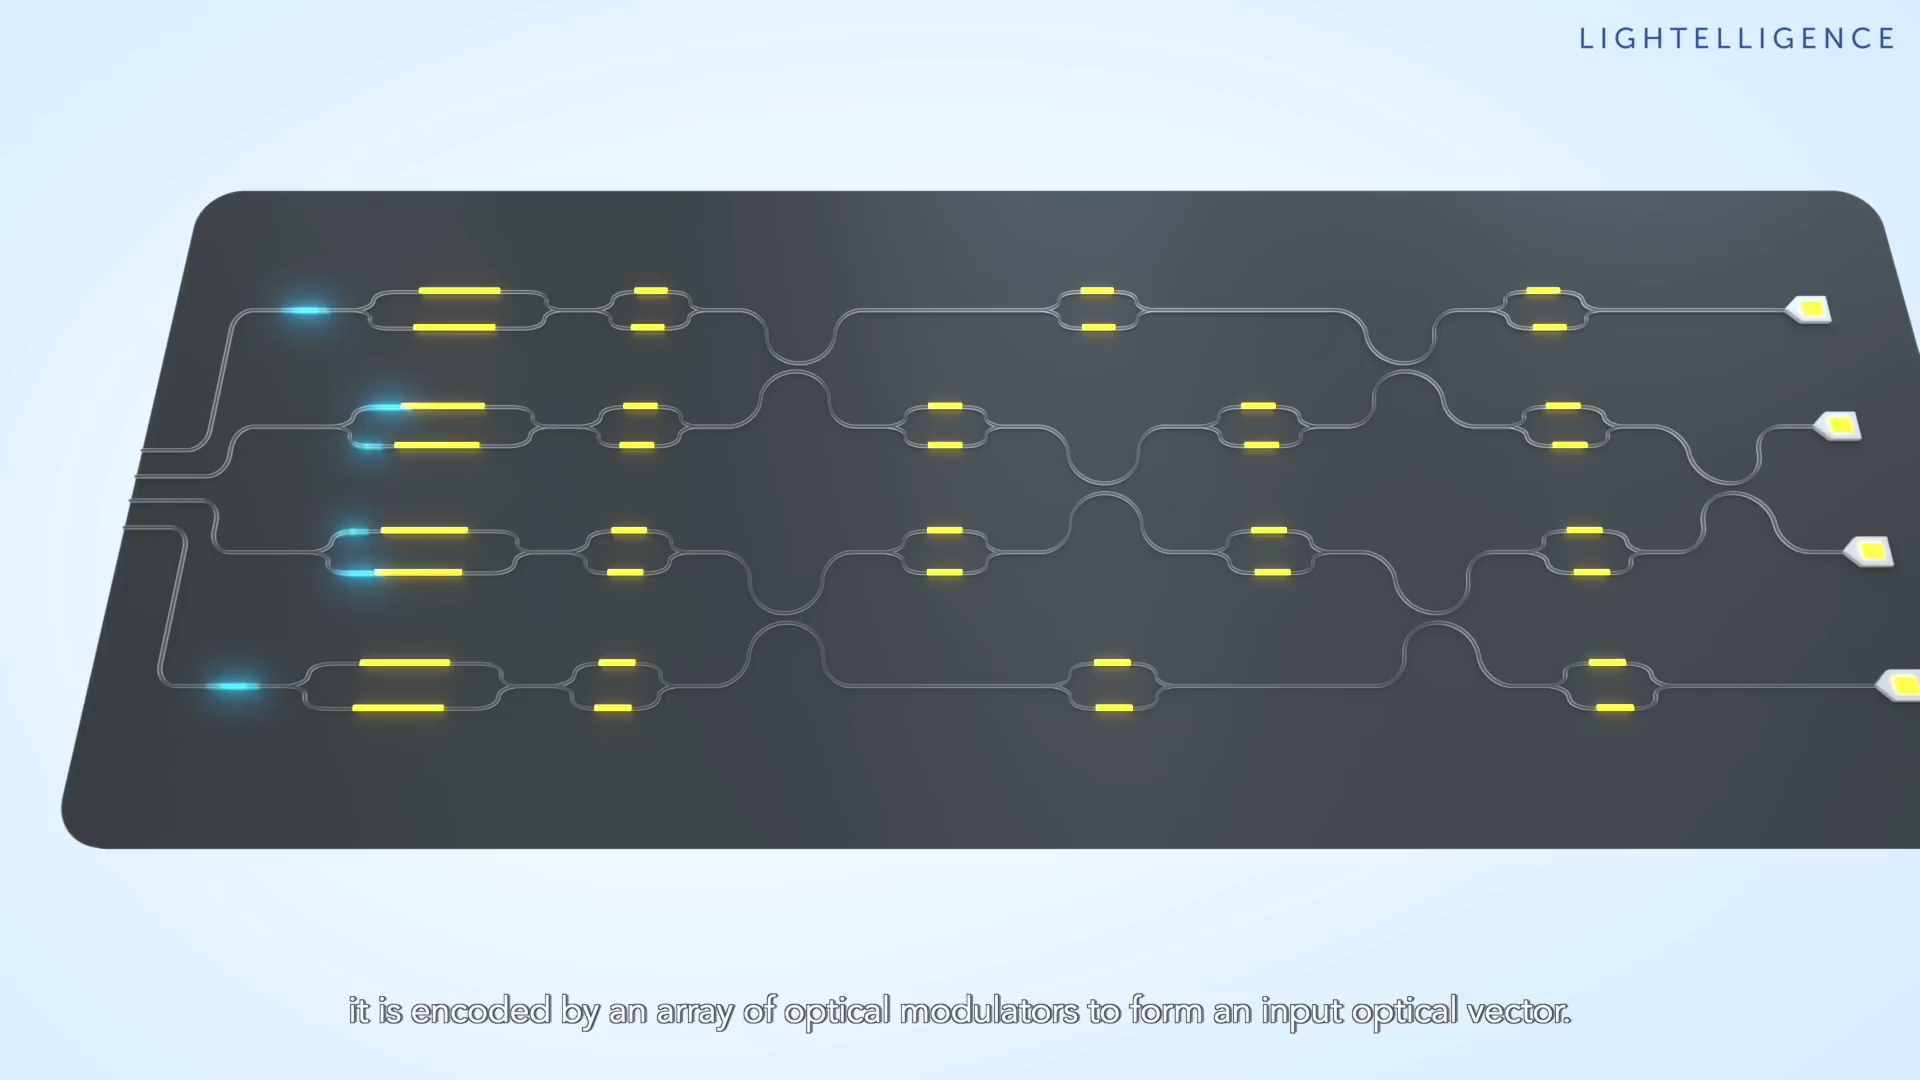 LIGHTELLIGENCE
it is encoded by an array of optical modulators to form an input optical vector.